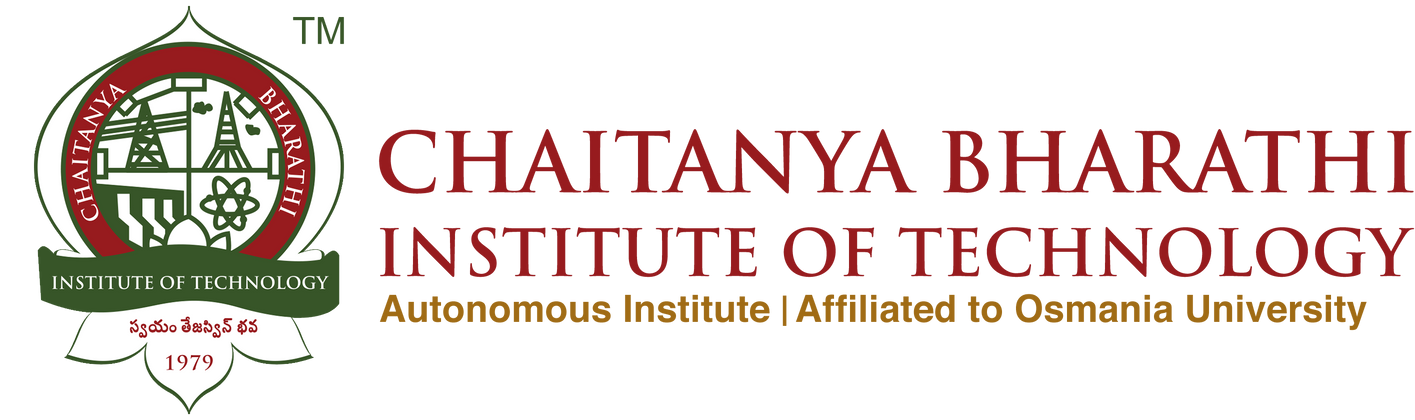 TM
CHAITANYA BHARATHI
INSTITUTE OF TECHNOLOGY
స్వయం తేజస్విన్ భవ
1979
CHAITANYA BHARATHI
INSTITUTE OF TECHNOLOGY
Autonomous Institute | Affiliated to Osmania University